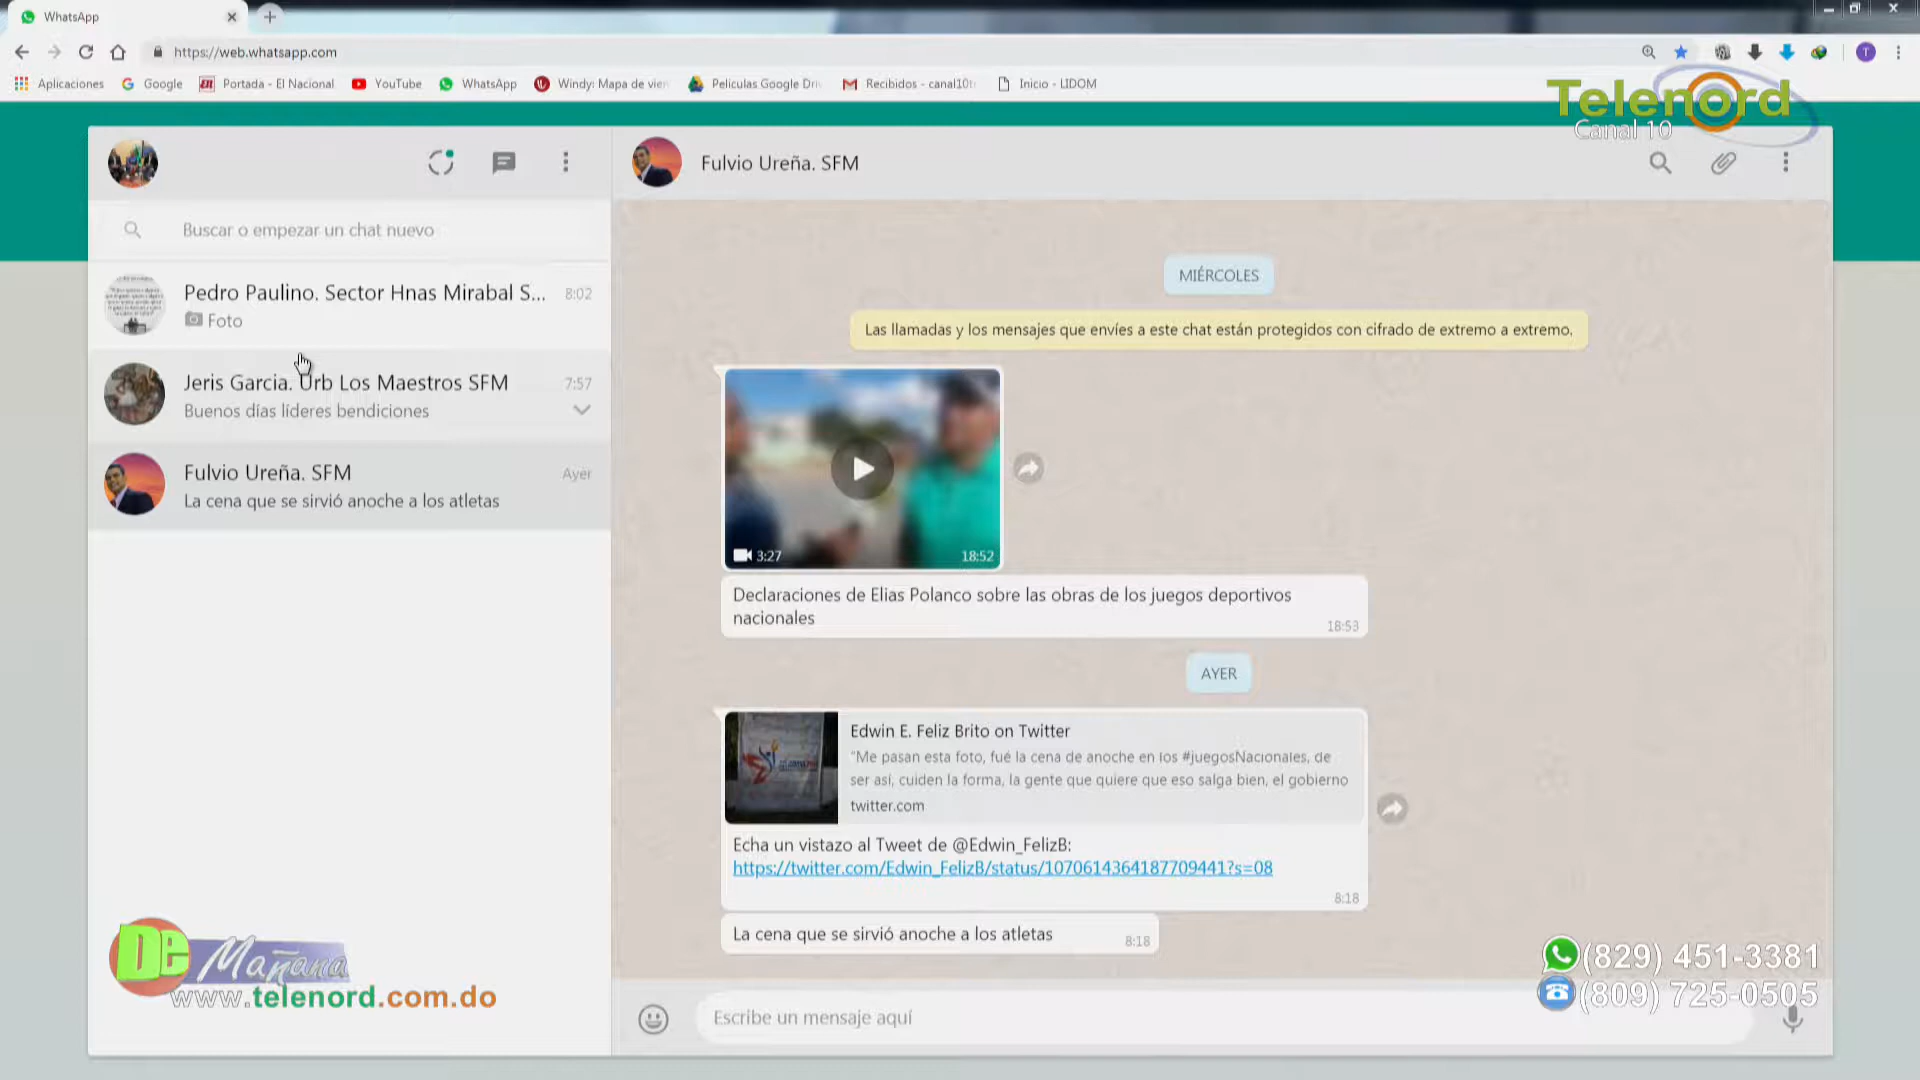 WhatsApp
https://web.whatsapp.com
Aplicaciones
Google
Portada - El Nacional
YouTube
WhatsApp
Windy: Mapa de vien
Películas Google Dri
Recibidos - canal10t
Inicio - LIDOM
T
Telenord
Canal 10
Fulvio Ureña. SFM
Buscar o empezar un chat nuevo
Pedro Paulino. Sector Hnas Mirabal S... 8:02
Foto
Jeris Garcia. Urb Los Maestros SFM 7:57
Buenos días líderes bendiciones
Fulvio Ureña. SFM Ayer
La cena que se sirvió anoche a los atletas
MIÉRCOLES
Las llamadas y los mensajes que envíes a este chat están protegidos con cifrado de extremo a extremo.
3:27 18:52
Declaraciones de Elias Polanco sobre las obras de los juegos deportivos
nacionales
18:53
AYER
Edwin E. Feliz Brito on Twitter
"Me pasan esta foto, fué la cena de anoche en los #juegosNacionales, de
ser así, cuiden la forma, la gente que quiere que eso salga bien, el gobierno
twitter.com
Echa un vistazo al Tweet de @Edwin_FelizB:
https://twitter.com/Edwin_FelizB/status/1070614364187709441?s=08
8:18
La cena que se sirvió anoche a los atletas 8:18
Escribe un mensaje aquí
De Mañana
www.telenord.com.do
(829) 451-3381
(809) 725-0505